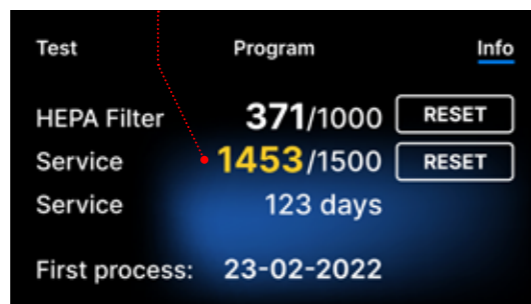 Test Program Info
HEPA Filter 371/1000 RESET
Service 1453/1500 RESET
Service 123 days
First process: 23-02-2022